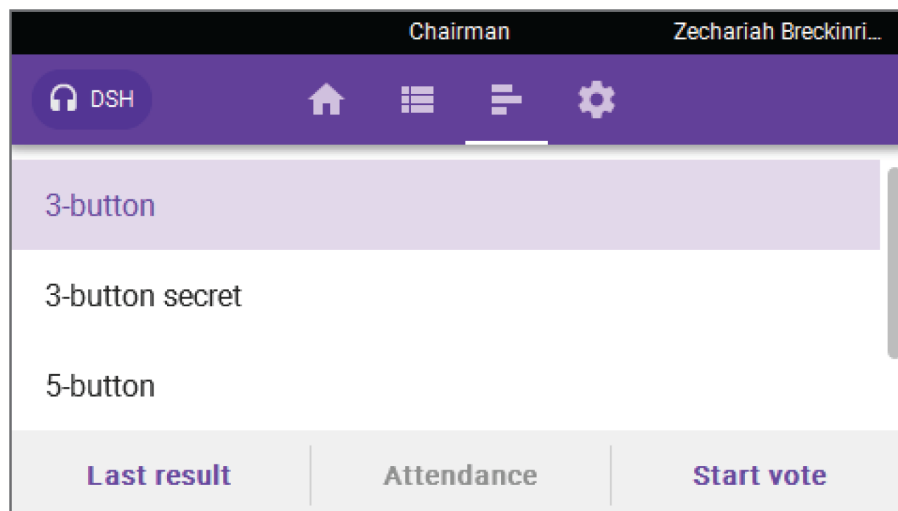 Chairman Zechariah Breckinri...
DSH
3-button
3-button secret
5-button
Last result Attendance Start vote